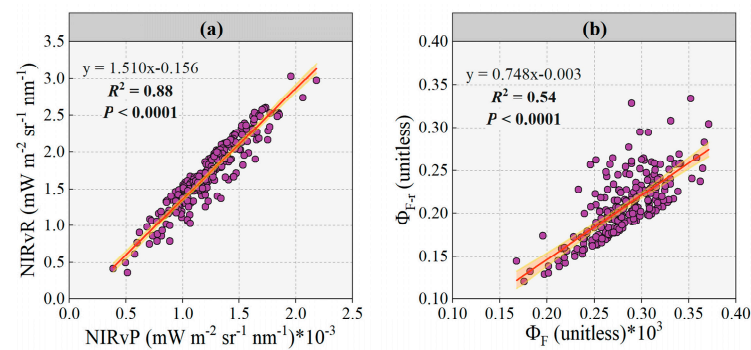 (a)
y = 1.510x-0.156
R² = 0.88
P < 0.0001
3.5
3.0
2.5
2.0
1.5
1.0
0.5
0.0
NIRvR (mW m⁻² sr⁻¹ nm⁻¹)
0.0 0.5 1.0 1.5 2.0 2.5
NIRvP (mW m⁻² sr⁻¹ nm⁻¹)*10⁻³
(b)
y = 0.748x-0.003
R² = 0.54
P < 0.0001
0.40
0.35
0.30
0.25
0.20
0.15
0.10
Φ_F-r (unitless)
0.10 0.15 0.20 0.25 0.30 0.35 0.40
Φ_F (unitless)*10³